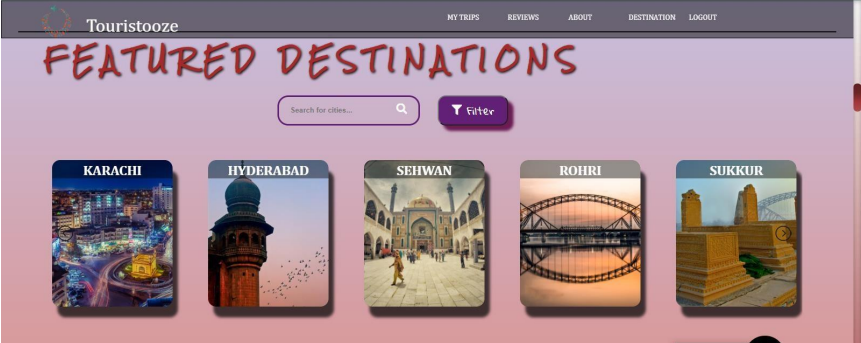 Touristooze
MY TRIPS REVIEWS ABOUT DESTINATION LOGOUT
FEATURED DESTINATIONS
Search for cities...
Filter
KARACHI HYDERABAD SEHWAN ROHRI SUKKUR